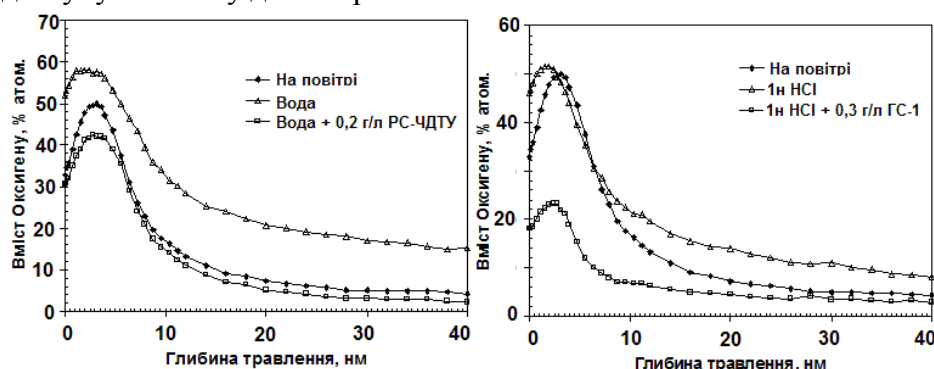 70
60
50
40
30
20
10
0
Вміст Оксигену, % атом.
На повітрі
Вода
Вода + 0,2 г/л РС-ЧДТУ
0 10 20 30 40
Глибина травлення, нм
60
40
20
0
Вміст Оксигену, % атом.
На повітрі
1н HCl
1н HCl + 0,3 г/л ГС-1
0 10 20 30 40
Глибина травлення, нм